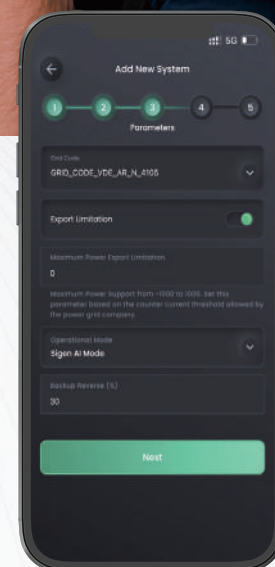 5G
Add New System
1 2 3 4 5
Parameters
Grid Code
GRID_CODE_VDE_AR_N_4105
Export Limitation
Maximum Power Export Limitation
0
Maximum Power Support from -1000 to 1000. Set this
parameter based on the counter current threshold allowed by
the power grid company.
Operational Mode
Sigen AI Mode
Backup Reverse (%)
30
Next